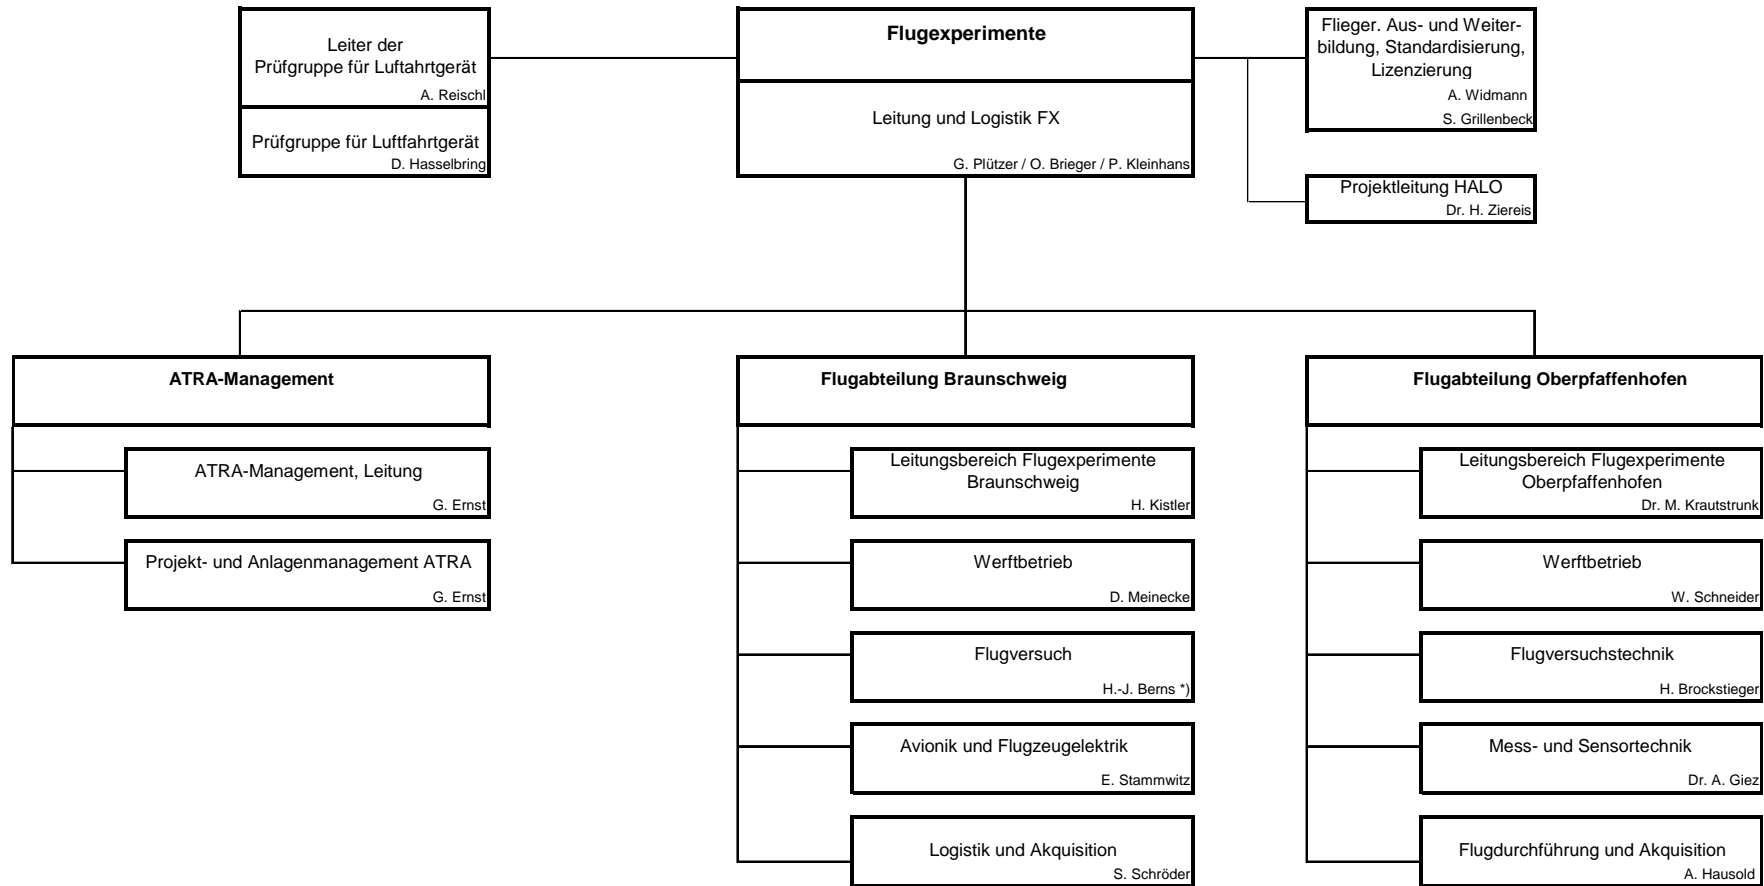 Leiter der
Prüfgruppe für Luftahrtgerät
A. Reischl
Prüfgruppe für Luftfahrtgerät
D. Hasselbring
Flugexperimente
Leitung und Logistik FX
G. Plützer / O. Brieger / P. Kleinhans
Flieger. Aus- und Weiter-
bildung, Standardisierung,
Lizenzierung
A. Widmann
S. Grillenbeck
Projektleitung HALO
Dr. H. Ziereis
ATRA-Management
ATRA-Management, Leitung
G. Ernst
Projekt- und Anlagenmanagement ATRA
G. Ernst
Flugabteilung Braunschweig
Leitungsbereich Flugexperimente
Braunschweig
H. Kistler
Werftbetrieb
D. Meinecke
Flugversuch
H.-J. Berns *)
Avionik und Flugzeugelektrik
E. Stammwitz
Logistik und Akquisition
S. Schröder
Flugabteilung Oberpfaffenhofen
Leitungsbereich Flugexperimente
Oberpfaffenhofen
Dr. M. Krautstrunk
Werftbetrieb
W. Schneider
Flugversuchstechnik
H. Brockstieger
Mess- und Sensortechnik
Dr. A. Giez
Flugdurchführung und Akquisition
A. Hausold